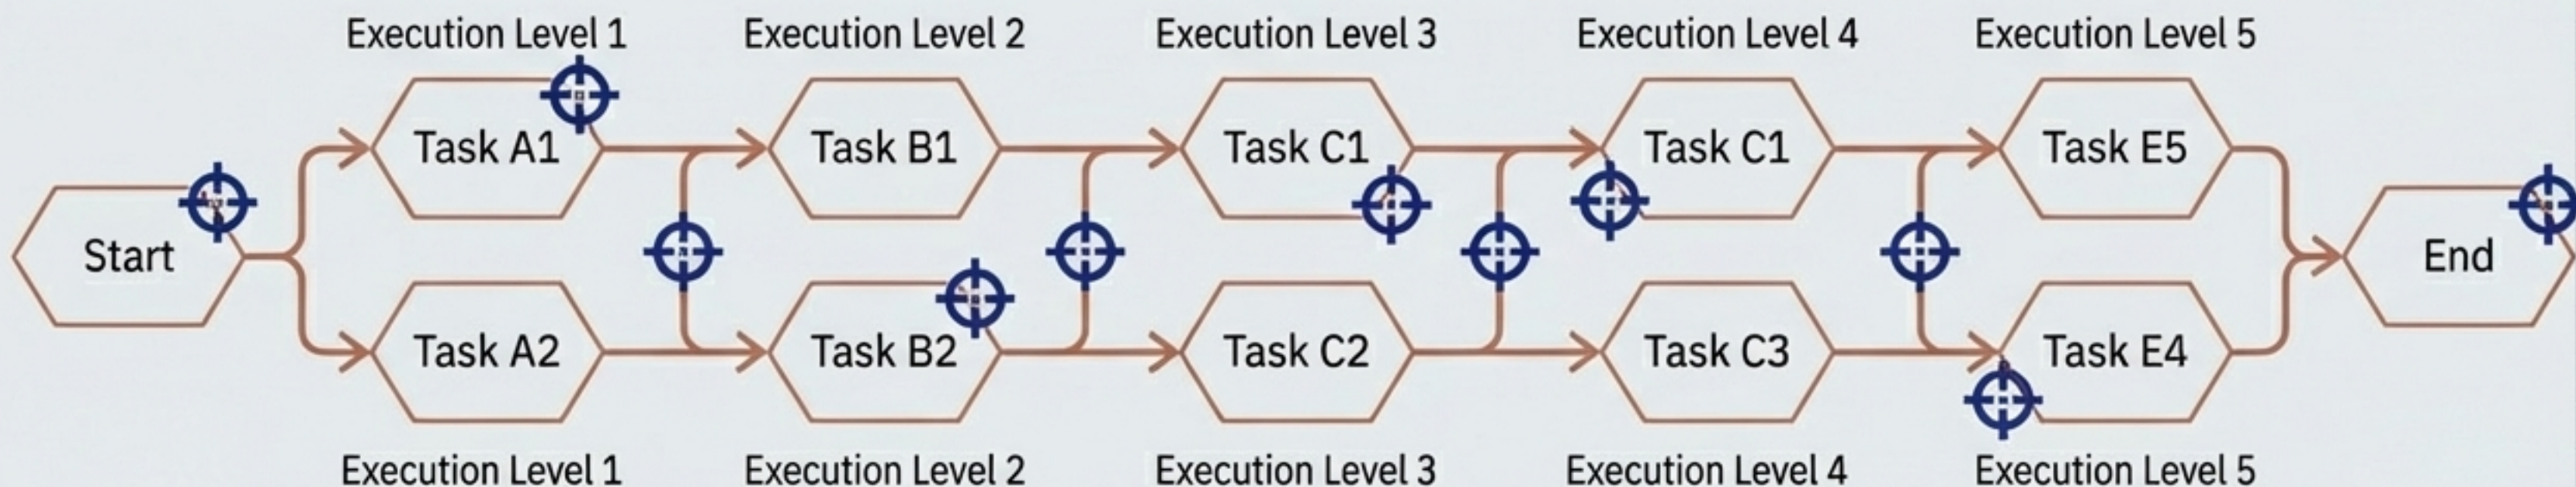 Execution Level 1
Execution Level 2
Execution Level 3
Execution Level 4
Execution Level 5
Task A1
Task B1
Task C1
Task C1
Task E5
Start
End
Task A2
Task B2
Task C2
Task C3
Task E4
Execution Level 1
Execution Level 2
Execution Level 3
Execution Level 4
Execution Level 5